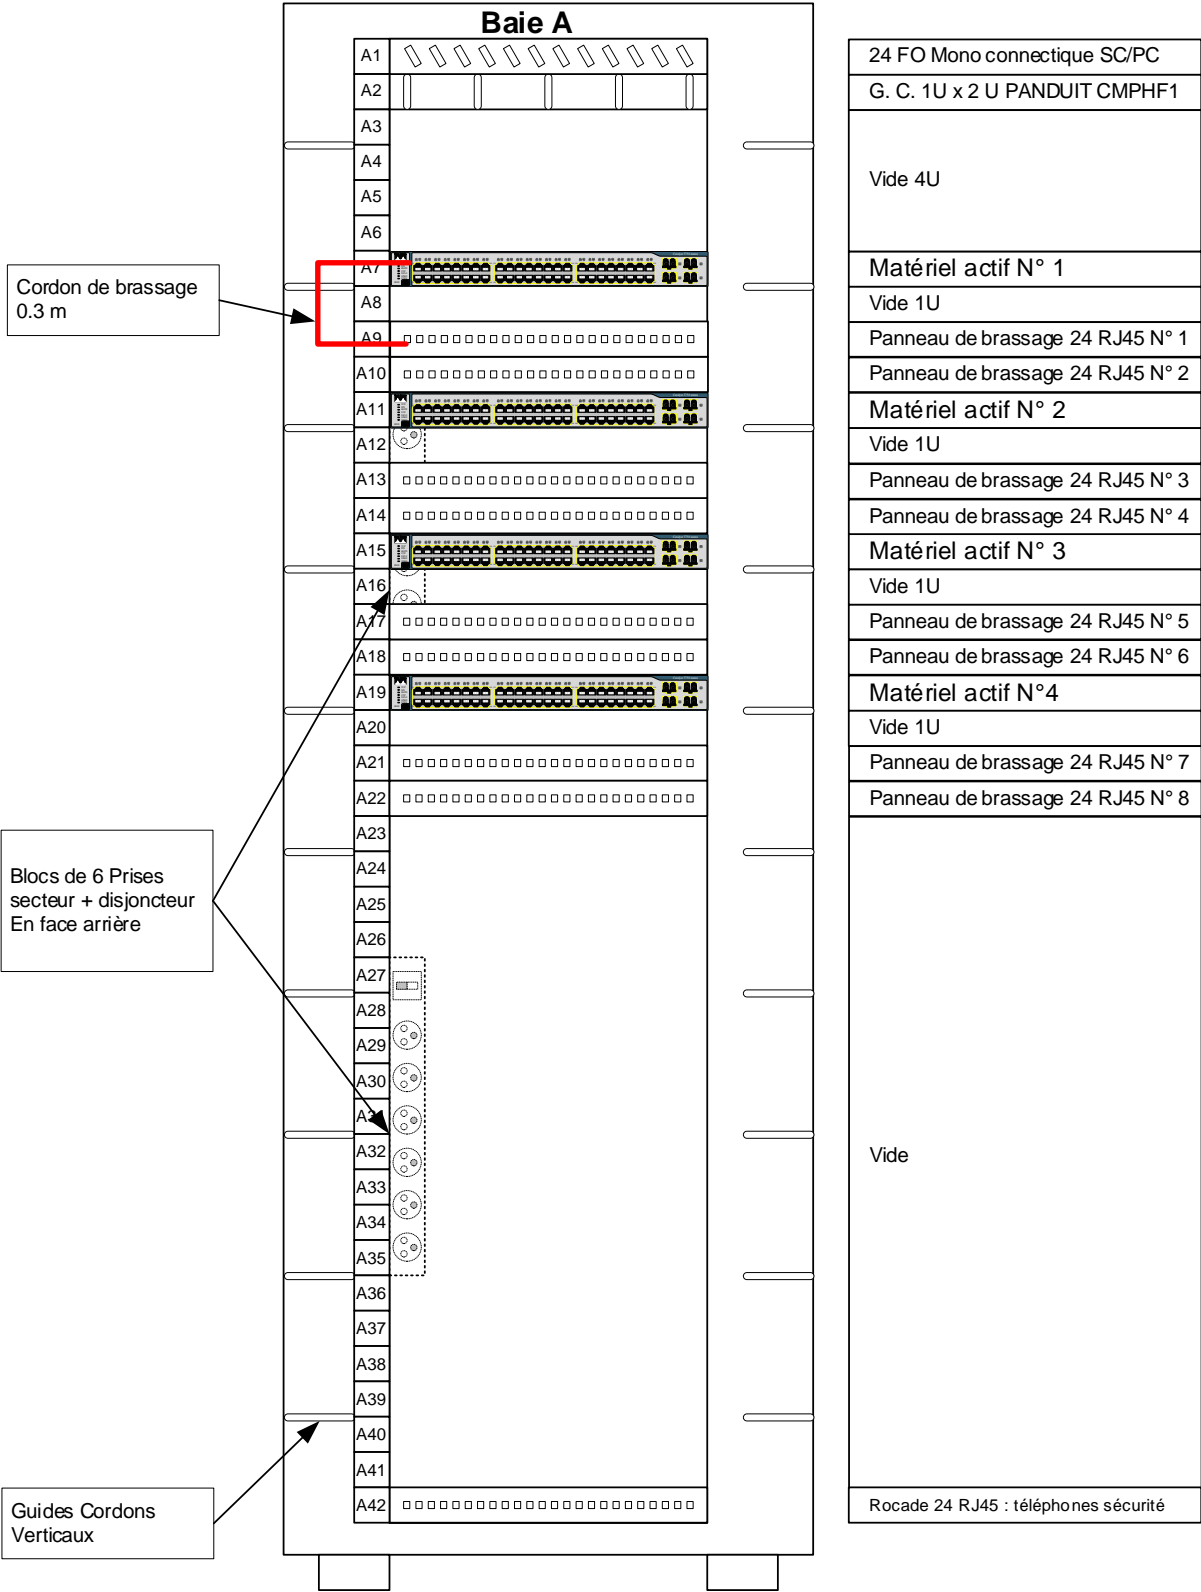 Baie A
A1
24 FO Mono connectique SC/PC
A2
G. C. 1U x 2 U PANDUIT CMPHF1
A3
A4
A5
A6
Vide 4U
A7
Matériel actif N° 1
A8
Vide 1U
Cordon de brassage
0.3 m
A9
Panneau de brassage 24 RJ45 N° 1
A10
Panneau de brassage 24 RJ45 N° 2
A11
Matériel actif N° 2
A12
Vide 1U
A13
Panneau de brassage 24 RJ45 N° 3
A14
Panneau de brassage 24 RJ45 N° 4
A15
Matériel actif N° 3
A16
Vide 1U
A17
Panneau de brassage 24 RJ45 N° 5
A18
Panneau de brassage 24 RJ45 N° 6
A19
Matériel actif N°4
A20
Vide 1U
A21
Panneau de brassage 24 RJ45 N° 7
A22
Panneau de brassage 24 RJ45 N° 8
A23
A24
A25
A26
Blocs de 6 Prises
secteur + disjoncteur
En face arrière
A27
A28
A29
A30
A31
A32
Vide
A33
A34
A35
A36
A37
A38
A39
A40
A41
A42
Rocade 24 RJ45 : téléphones sécurité
Guides Cordons
Verticaux